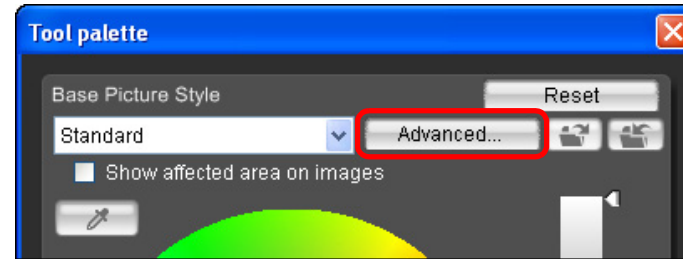 Tool palette
Base Picture Style
Reset
Standard
Advanced...
Show affected area on images